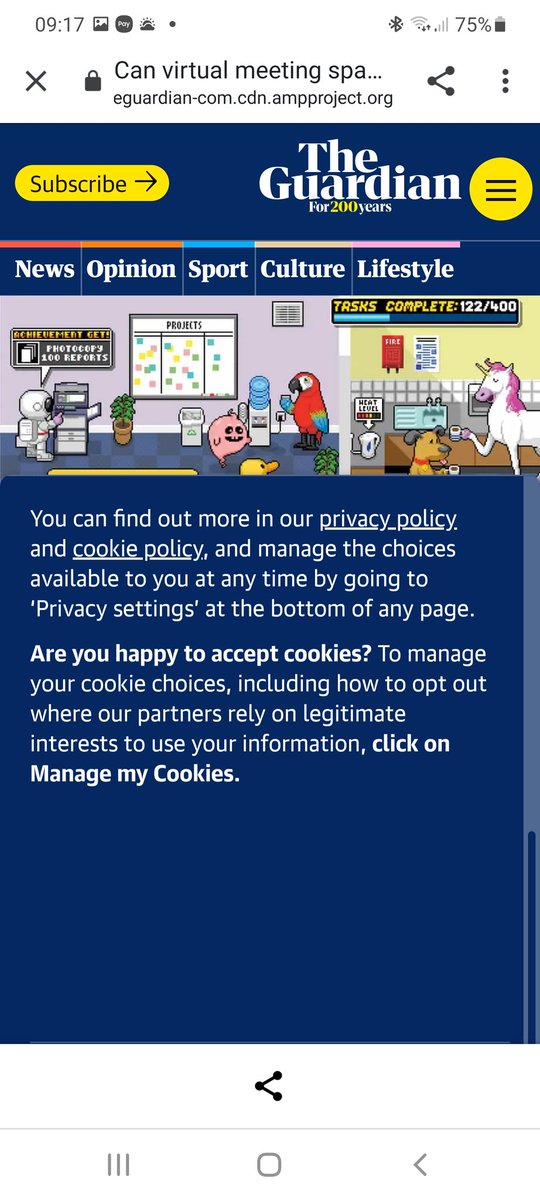 09:17 Pay 75%
Can virtual meeting spa...
eguardian-com.cdn.ampproject.org
Subscribe
The
Guardian
For 200 years
News Opinion Sport Culture Lifestyle
TASKS COMPLETE: 122/400
PROJECTS
ACHIEVEMENT GET!
PHOTOCOPY
100 REPORTS
FIRE
HEAT
LEVEL
You can find out more in our privacy policy
and cookie policy, and manage the choices
available to you at any time by going to
‘Privacy settings’ at the bottom of any page.
Are you happy to accept cookies? To manage
your cookie choices, including how to opt out
where our partners rely on legitimate
interests to use your information, click on
Manage my Cookies.